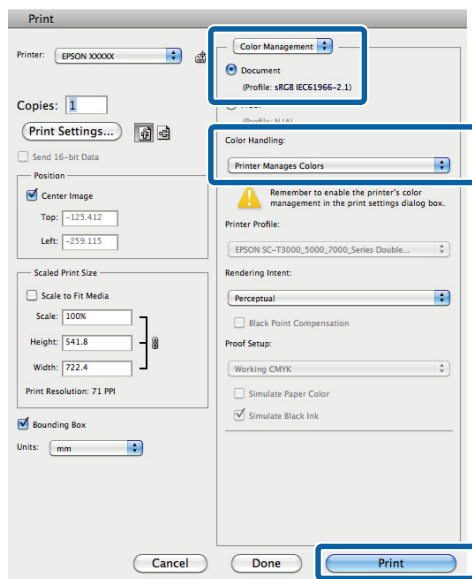 Print
Printer: EPSON XXXXX
Copies: 1
Print Settings...
Send 16-bit Data
Position
Center Image
Top: -125.412
Left: -259.115
Scaled Print Size
Scale to Fit Media
Scale: 100%
Height: 541.8
Width: 722.4
Print Resolution: 71 PPI
Bounding Box
Units: mm
Color Management
Document
(Profile: sRGB IEC61966-2.1)
(Profile: N/A)
Color Handling:
Printer Manages Colors
Remember to enable the printer's color
management in the print settings dialog box.
Printer Profile:
EPSON SC-T3000_5000_7000_Series Double...
Rendering Intent:
Perceptual
Black Point Compensation
Proof Setup:
Working CMYK
Simulate Paper Color
Simulate Black Ink
Cancel
Done
Print